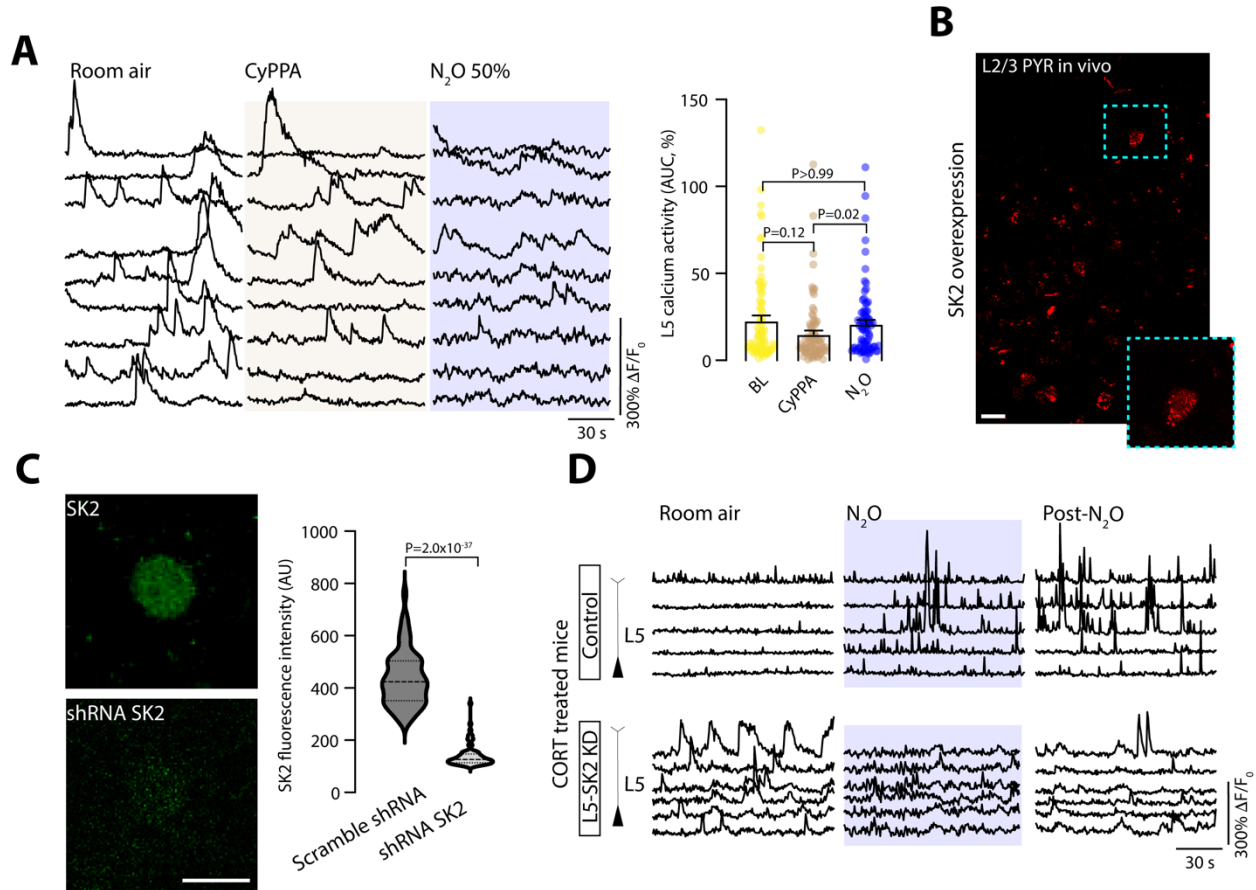 A
Room air
CyPPA
N₂O 50%
300% ΔF/F₀
30 s
L5 calcium activity (AUC, %)
150
100
50
0
P>0.99
P=0.02
P=0.12
BL
CyPPA
N₂O
B
SK2 overexpression
L2/3 PYR in vivo
C
SK2
shRNA SK2
SK2 fluorescence intensity (AU)
1000
800
600
400
200
0
P=2.0x10⁻³⁷
Scramble shRNA
shRNA SK2
D
Room air
N₂O
Post-N₂O
CORT treated mice
Control
L5
L5-SK2 KD
L5
300% ΔF/F₀
30 s